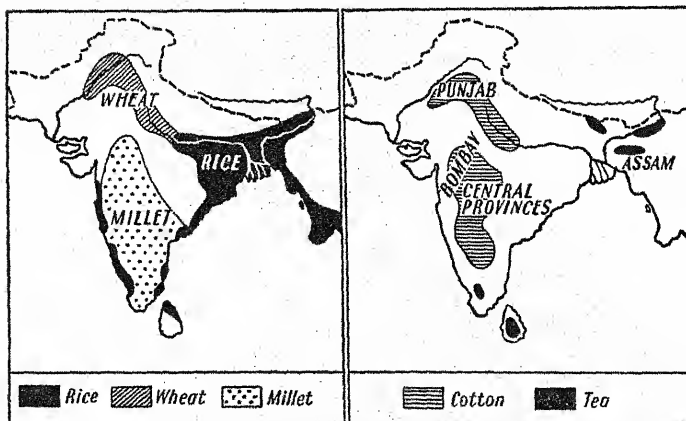 WHEAT
RICE
MILLET
Rice Wheat Millet
PUNJAB
BOMBAY
ASSAM
CENTRAL
PROVINCES
Cotton Tea